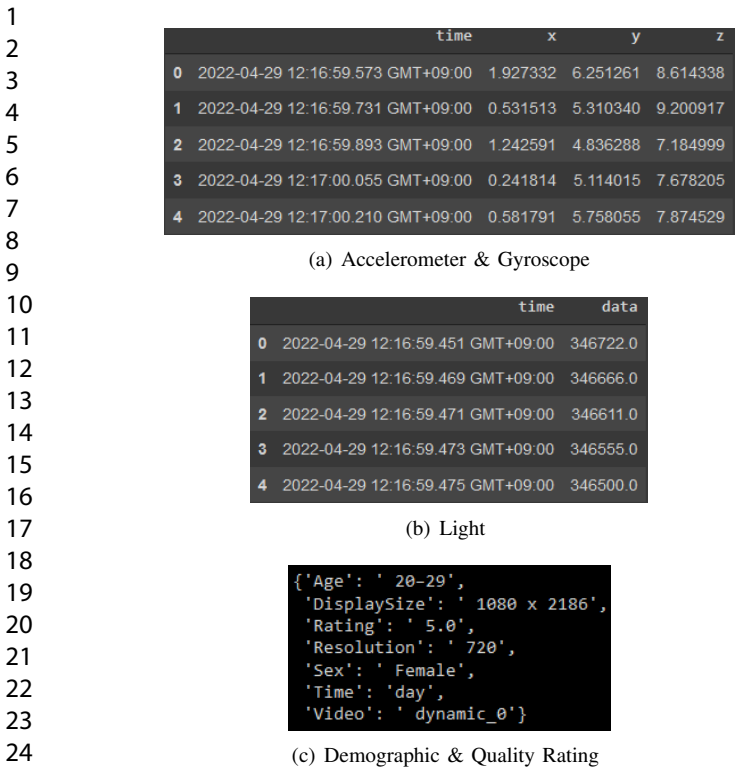 1
2
3
4
5
6
7
8
9
10
11
12
13
14
15
16
17
18
19
20
21
22
23
24
time x y z
0 2022-04-29 12:16:59.573 GMT+09:00 1.927332 6.251261 8.614338
1 2022-04-29 12:16:59.731 GMT+09:00 0.531513 5.310340 9.200917
2 2022-04-29 12:16:59.893 GMT+09:00 1.242591 4.836288 7.184999
3 2022-04-29 12:17:00.055 GMT+09:00 0.241814 5.114015 7.678205
4 2022-04-29 12:17:00.210 GMT+09:00 0.581791 5.758055 7.874529
(a) Accelerometer & Gyroscope
time data
0 2022-04-29 12:16:59.451 GMT+09:00 346722.0
1 2022-04-29 12:16:59.469 GMT+09:00 346666.0
2 2022-04-29 12:16:59.471 GMT+09:00 346611.0
3 2022-04-29 12:16:59.473 GMT+09:00 346555.0
4 2022-04-29 12:16:59.475 GMT+09:00 346500.0
(b) Light
{'Age': ' 20–29',
'DisplaySize': ' 1080 x 2186',
'Rating': ' 5.0',
'Resolution': ' 720',
'Sex': ' Female',
'Time': 'day',
'Video': ' dynamic_0'}
(c) Demographic & Quality Rating